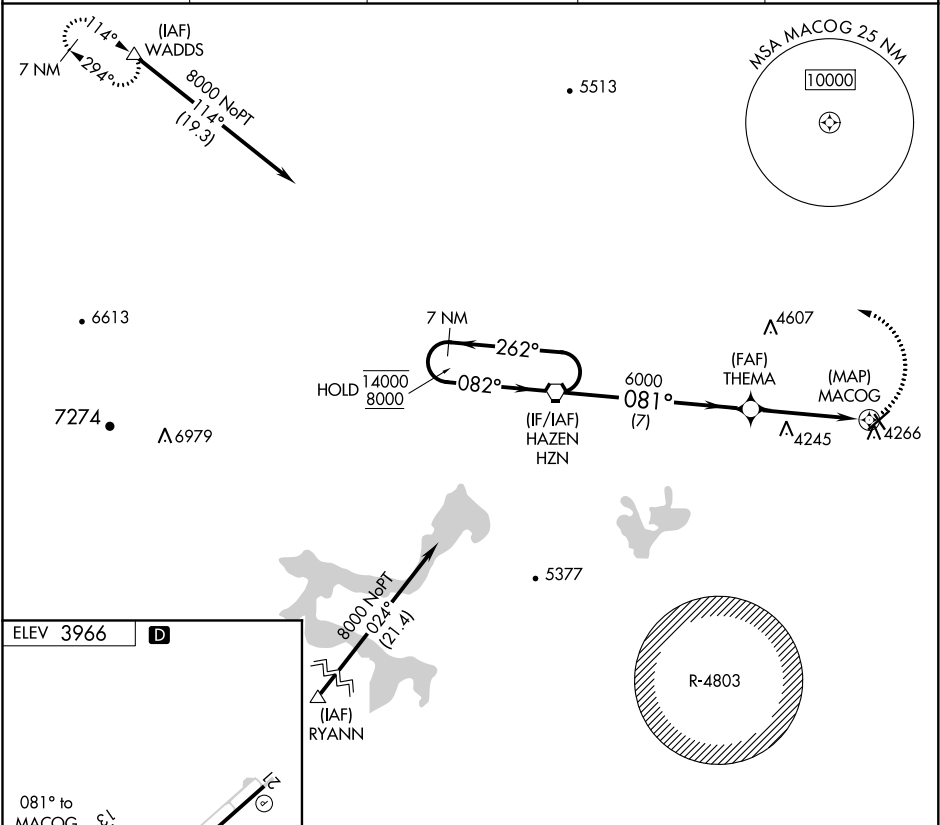 114°
294°
7 NM
(IAF)
WADDS
8000 NoPT
114°
(19.3)
5513
MSA MACOG 25 NM
10000
6613
7274
6979
7 NM
262°
082°
HOLD
14000
8000
(IF/IAF)
HAZEN
HZN
6000
081°
(7)
(FAF)
THEMA
4607
(MAP)
MACOG
4245
4266
5377
8000 NoPT
024°
(21.4)
(IAF)
RYANN
R-4803
ELEV 3966
D
21
P
081° to
MACOG
13